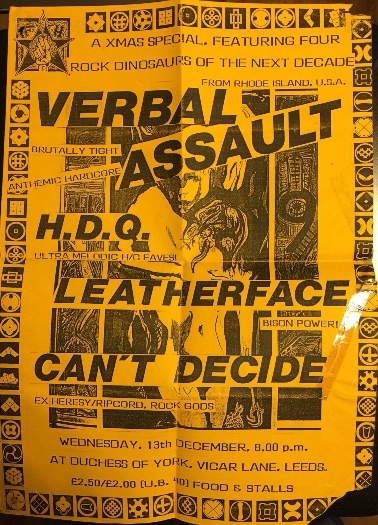 A XMAS SPECIAL, FEATURING FOUR
ROCK DINOSAURS OF THE NEXT DECADE
FROM RHODE ISLAND, U.S.A.
VERBAL
ASSAULT
BRUTALLY TIGHT
ANTHEMIC HARDCORE
H.D.Q.
ULTRA MELODIC H/C FAVES!
LEATHERFACE
BISON POWER!
CAN'T DECIDE
EX HERESY/RIPCORD, ROCK GODS
WEDNESDAY, 13th DECEMBER, 8.00 p.m.
AT DUCHESS OF YORK, VICAR LANE, LEEDS.
£2.50/£2.00 (U.B. 40) FOOD & STALLS